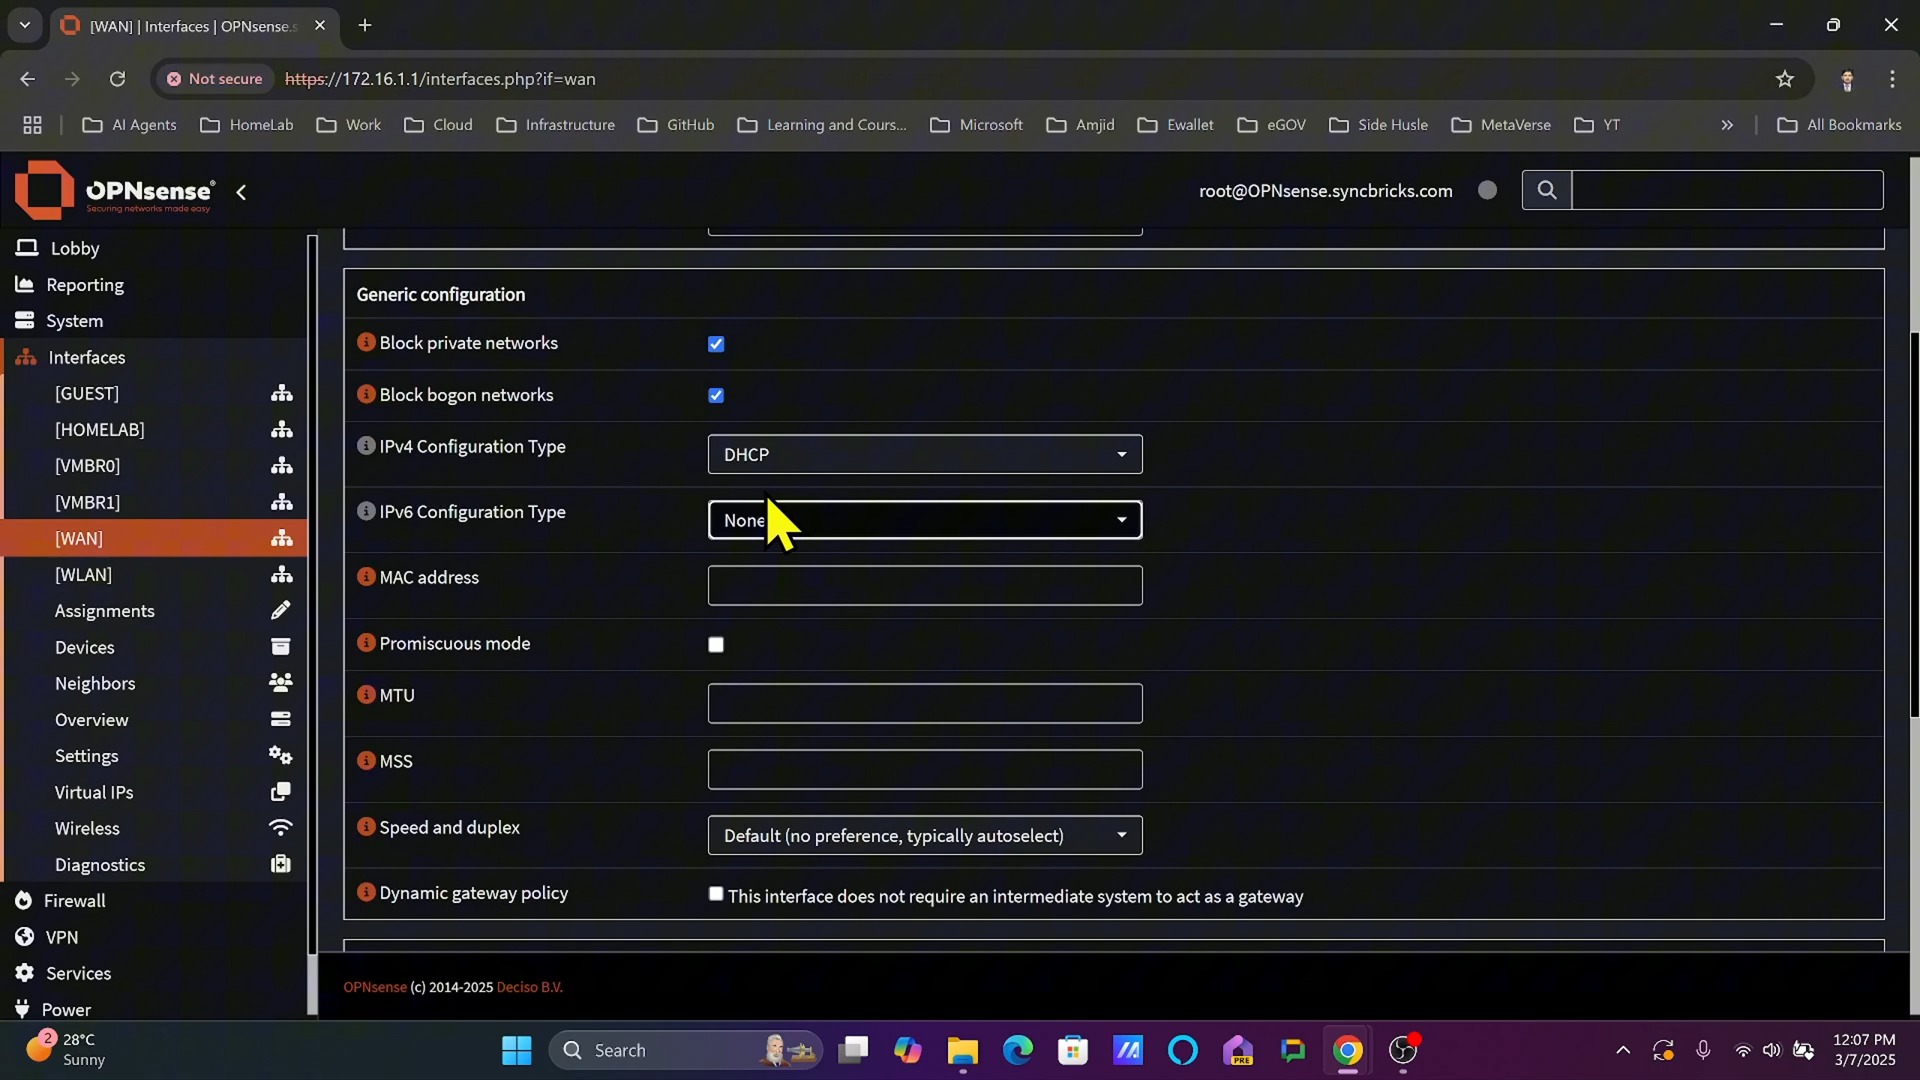 [WAN] | Interfaces | OPNsense.s
Not secure
https://172.16.1.1/interfaces.php?if=wan
AI Agents
HomeLab
Work
Cloud
Infrastructure
GitHub
Learning and Cours...
Microsoft
Amjid
Ewallet
eGOV
Side Husle
MetaVerse
YT
All Bookmarks
OPNsense®
Securing networks made easy
root@OPNsense.syncbricks.com
Lobby
Reporting
System
Interfaces
[GUEST]
[HOMELAB]
[VMBR0]
[VMBR1]
[WAN]
[WLAN]
Assignments
Devices
Neighbors
Overview
Settings
Virtual IPs
Wireless
Diagnostics
Firewall
VPN
Services
Power
Generic configuration
Block private networks
Block bogon networks
IPv4 Configuration Type
DHCP
IPv6 Configuration Type
None
MAC address
Promiscuous mode
MTU
MSS
Speed and duplex
Default (no preference, typically autoselect)
Dynamic gateway policy
This interface does not require an intermediate system to act as a gateway
OPNsense (c) 2014-2025 Deciso B.V.
2
28°C
Sunny
Search
PRE
12:07 PM
3/7/2025